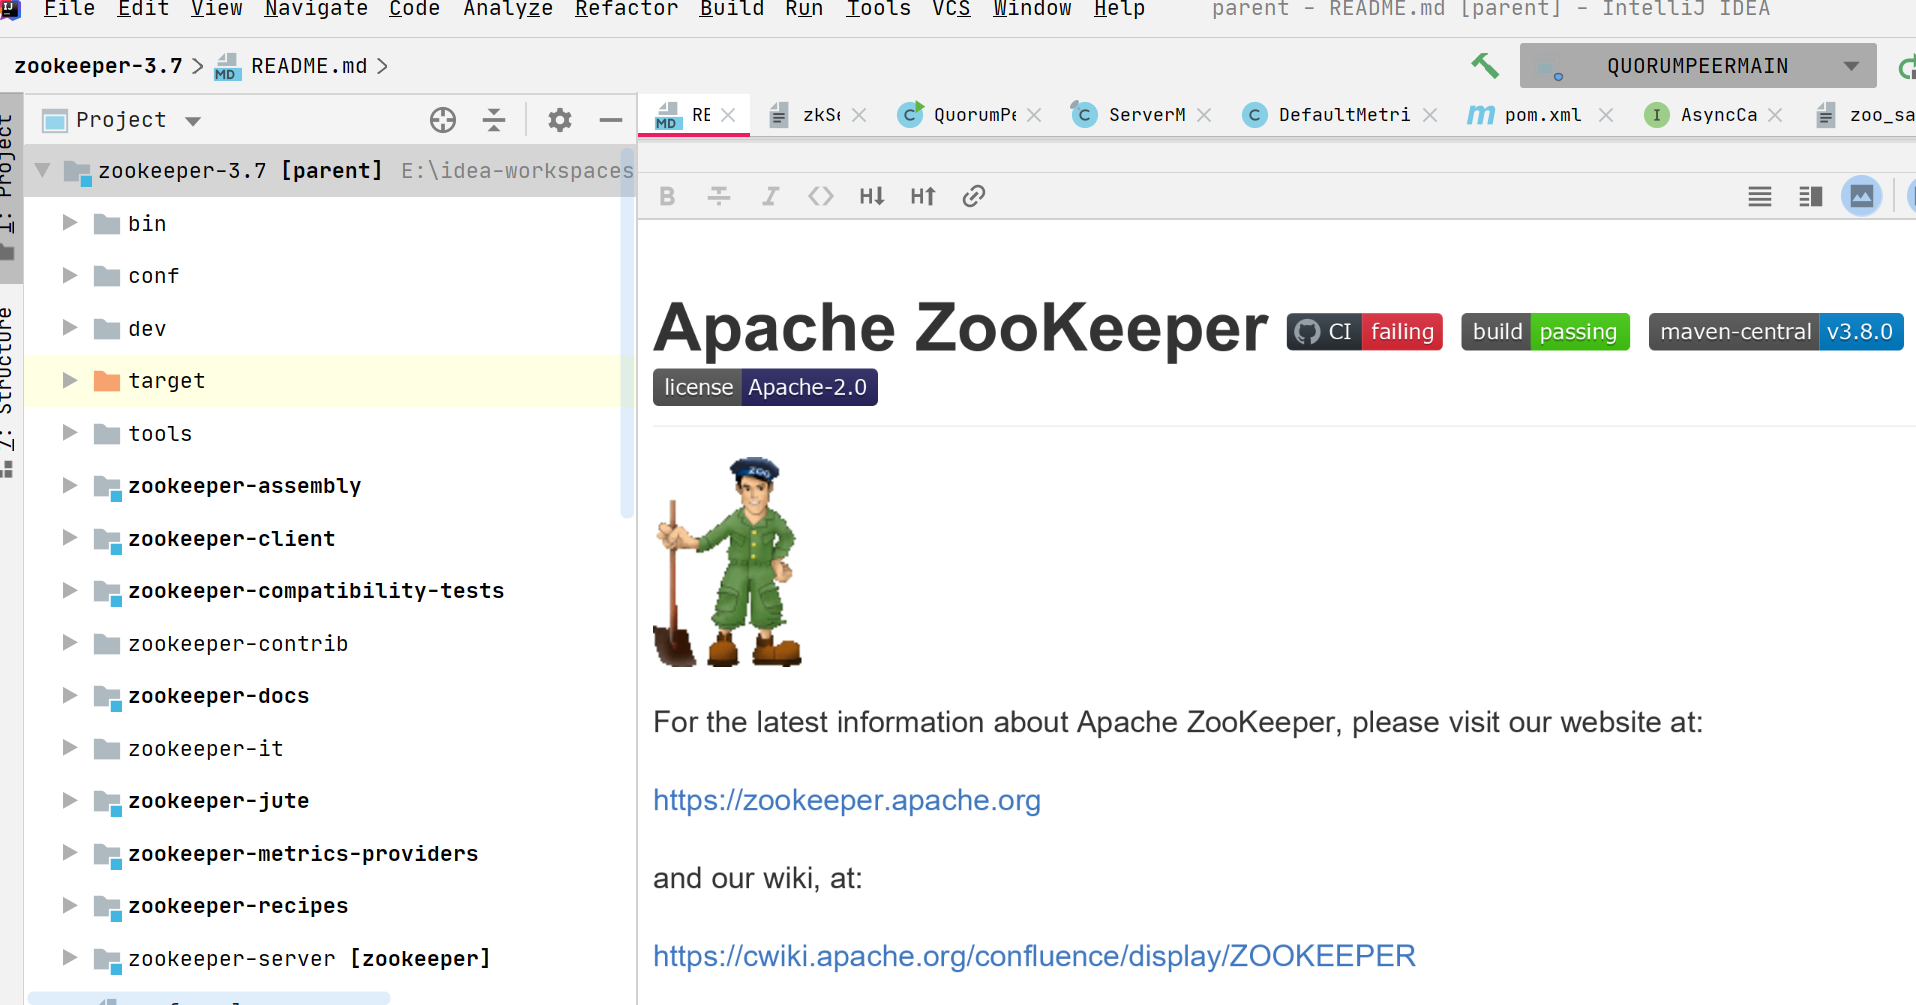 File Edit View Navigate Code Analyze Refactor Build Run Tools VCS Window Help parent - README.md [parent] - IntelliJ IDEA
zookeeper-3.7 README.md
QUORUMPEERMAIN
1: Project
7: Structure
Project
RE zkSe QuorumPe ServerM DefaultMetri pom.xml AsyncCa zoo_sa
zookeeper-3.7 [parent] E:\idea-workspaces
bin
conf
dev
target
tools
zookeeper-assembly
zookeeper-client
zookeeper-compatibility-tests
zookeeper-contrib
zookeeper-docs
zookeeper-it
zookeeper-jute
zookeeper-metrics-providers
zookeeper-recipes
zookeeper-server [zookeeper]
Apache ZooKeeper CI failing build passing maven-central v3.8.0
license Apache-2.0
ZOO
For the latest information about Apache ZooKeeper, please visit our website at:
https://zookeeper.apache.org
and our wiki, at:
https://cwiki.apache.org/confluence/display/ZOOKEEPER